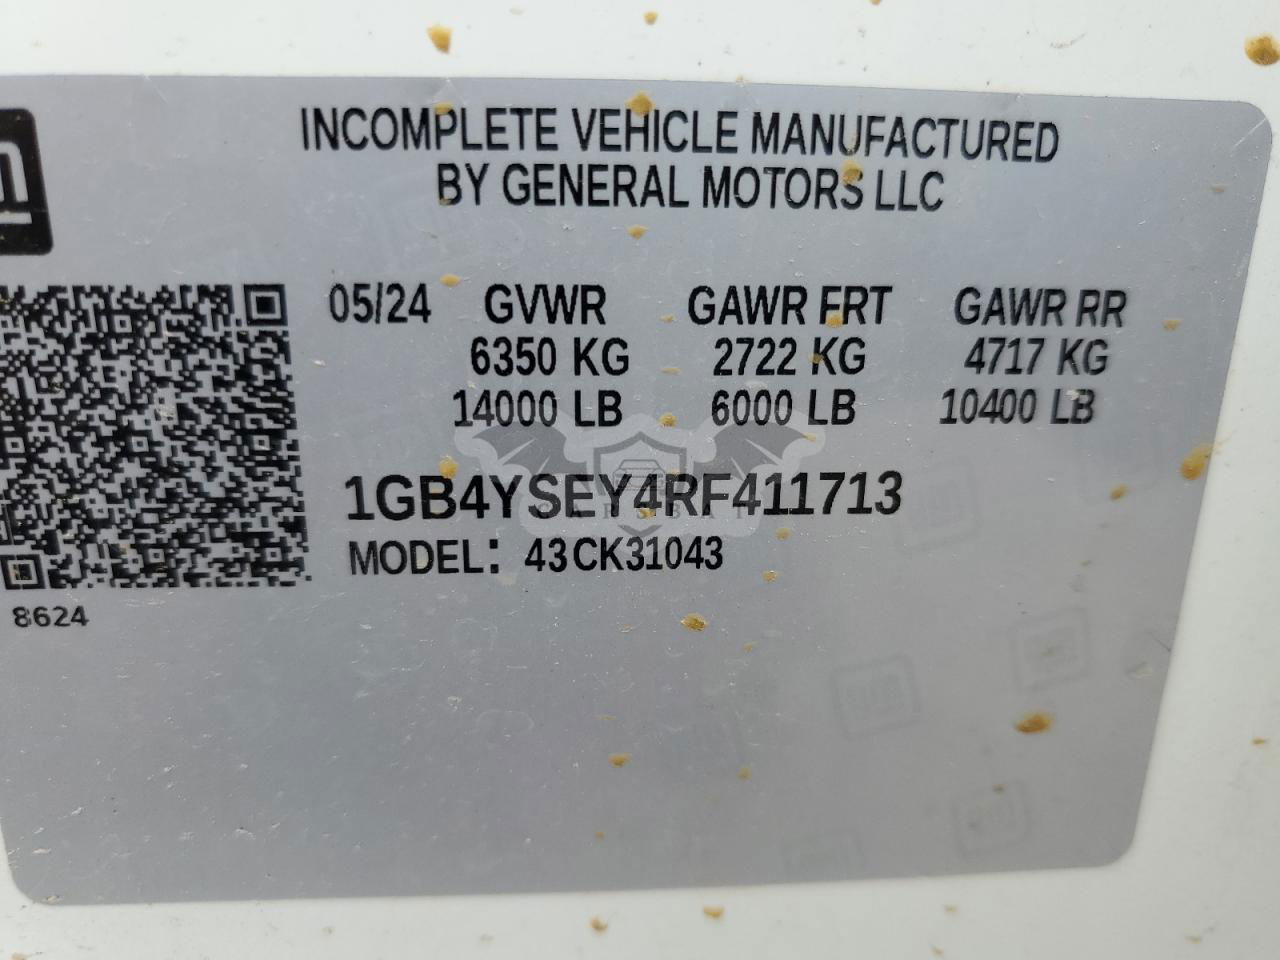 INCOMPLETE VEHICLE MANUFACTURED
BY GENERAL MOTORS LLC
05/24 GVWR GAWR FRT GAWR RR
6350 KG 2722 KG 4717 KG
14000 LB 6000 LB 10400 LB
1GB4YSEY4RF411713
CARSBAT
MODEL: 43CK31043
8624